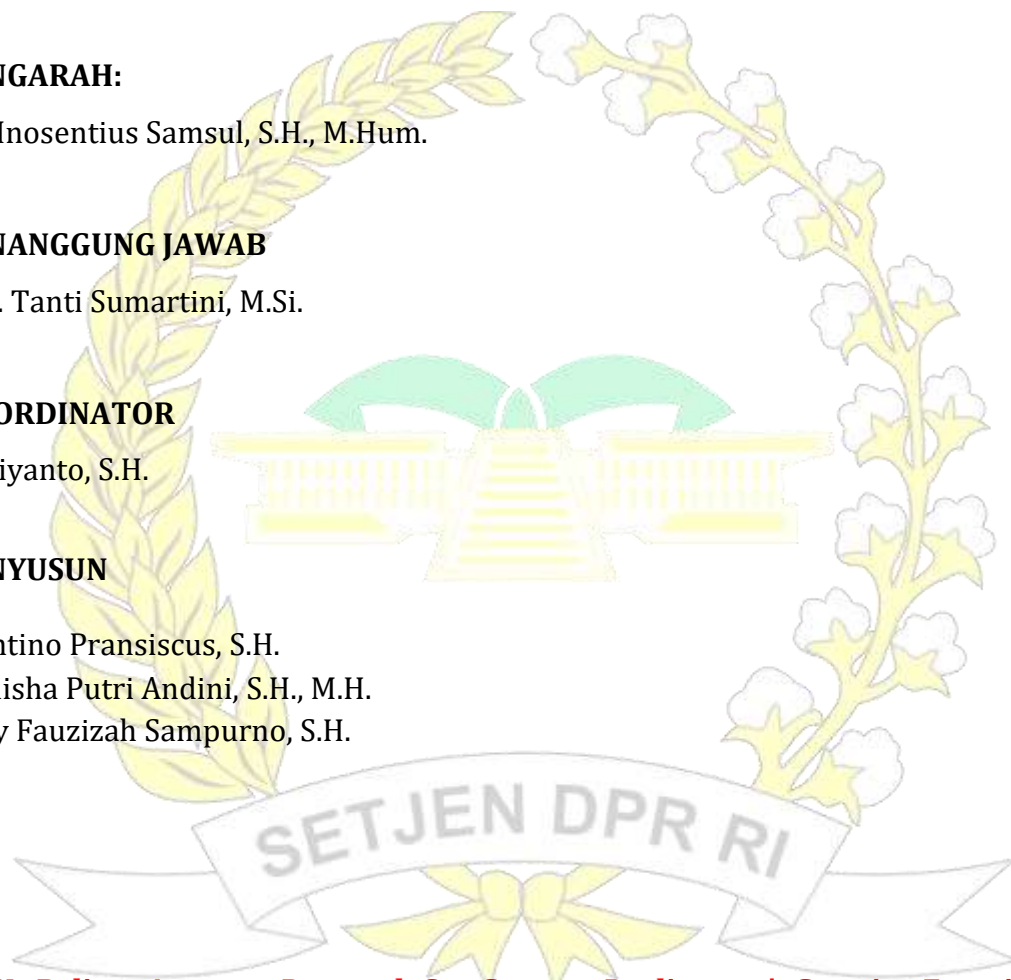 NGARAH:
Inosentius Samsul, S.H., M.Hum.
NANGGUNG JAWAB
. Tanti Sumartini, M.Si.
ORDINATOR
iyanto, S.H.
NYUSUN
ntino Pransiscus, S.H.
isha Putri Andini, S.H., M.H.
y Fauzizah Sampurno, S.H.
SETJEN DPR RI